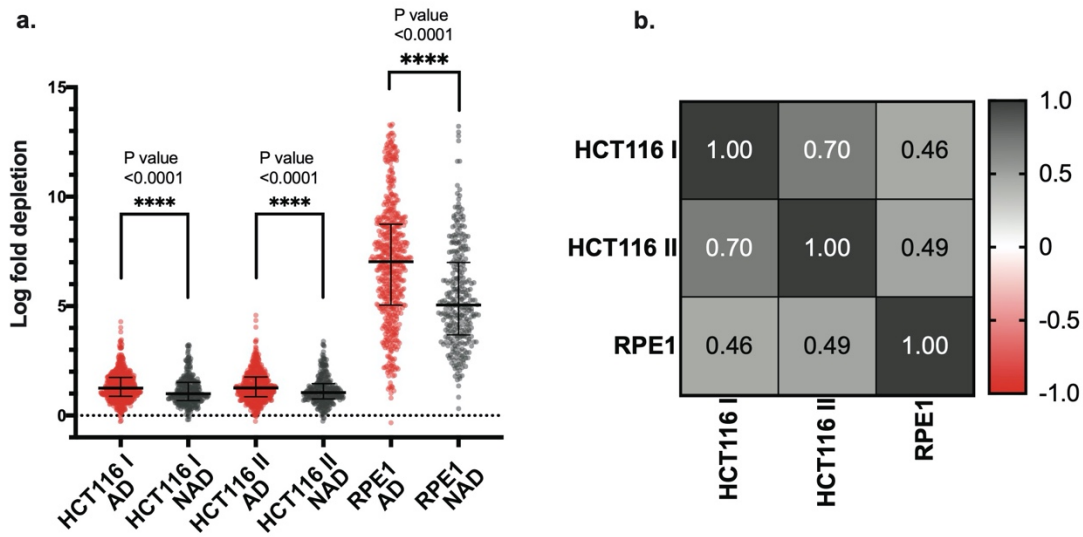 a.
P value
<0.0001
****
P value
<0.0001
****
P value
<0.0001
****
Log fold depletion
15
10
5
0
HCT116 I
AD
HCT116 I
NAD
HCT116 II
AD
HCT116 II
NAD
RPE1
AD
RPE1
NAD
b.
HCT116 I
1.00
0.70
0.46
HCT116 II
0.70
1.00
0.49
RPE1
0.46
0.49
1.00
HCT116 I
HCT116 II
RPE1
1.0
0.5
0
-0.5
-1.0